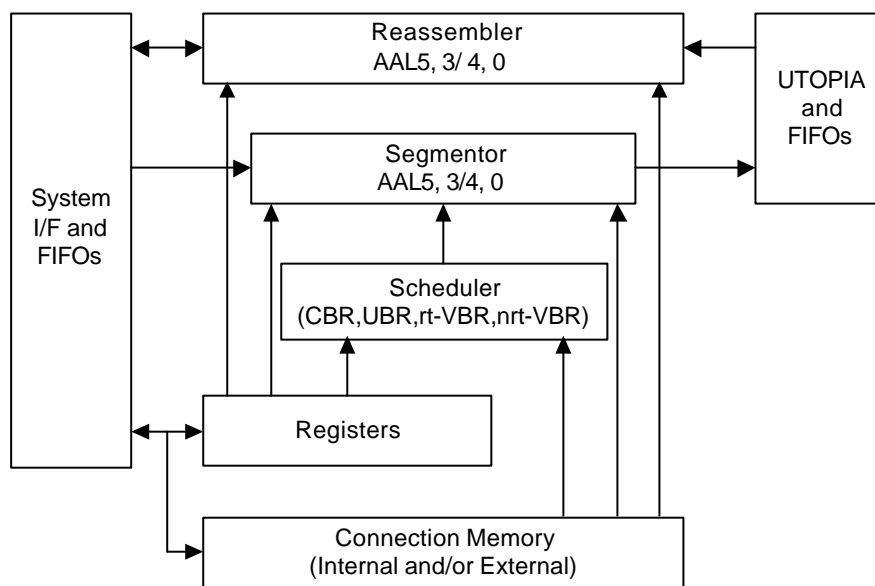 Reassembler
AAL5, 3/ 4, 0
UTOPIA
and
FIFOs
Segmentor
AAL5, 3/4, 0
System
I/F and
FIFOs
Scheduler
(CBR,UBR,rt-VBR,nrt-VBR)
Registers
Connection Memory
(Internal and/or External)